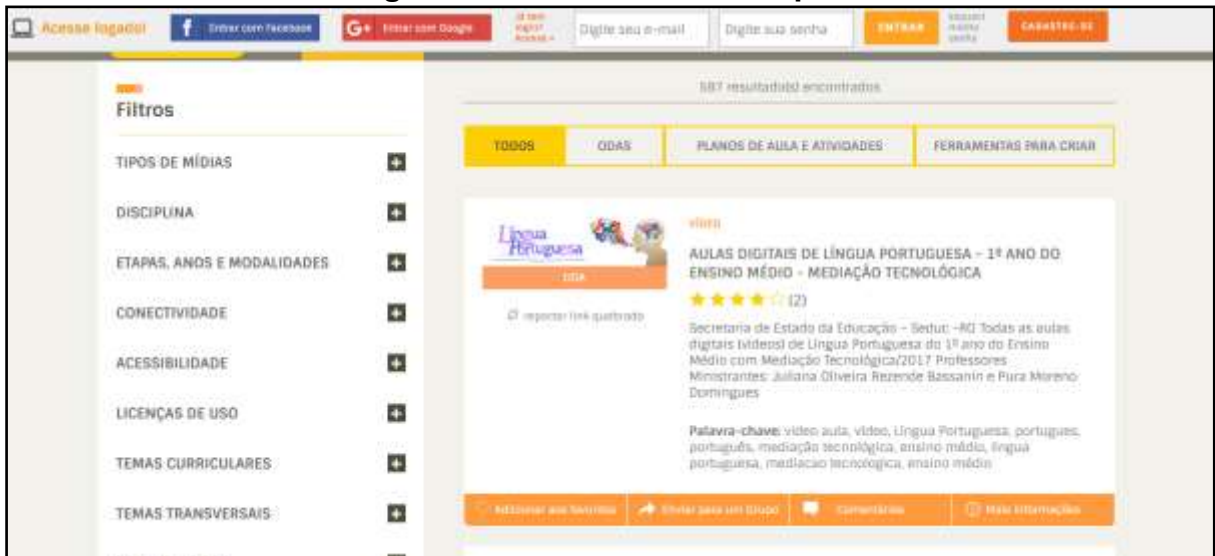 Acesse logado!
Entrar com Facebook
G+ Entrar com Google
Digite seu e-mail
Digite sua senha
ENTRAR
CADASTRE-SE
Filtros
TIPOS DE MÍDIAS
DISCIPLINA
ETAPAS, ANOS E MODALIDADES
CONECTIVIDADE
ACESSIBILIDADE
LICENÇAS DE USO
TEMAS CURRICULARES
TEMAS TRANSVERSAIS
587 resultado(s) encontrados
TODOS
ODAS
PLANOS DE AULA E ATIVIDADES
FERRAMENTAS PARA CRIAR
Língua
Portuguesa
ODA
reportar link quebrado
vídeo
AULAS DIGITAIS DE LÍNGUA PORTUGUESA - 1º ANO DO
ENSINO MÉDIO - MEDIAÇÃO TECNOLÓGICA
(2)
Secretaria de Estado da Educação - Seduc -RO Todas as aulas
digitais (vídeos) de Língua Portuguesa do 1º ano do Ensino
Médio com Mediação Tecnológica/2017 Professores
Ministrantes: Juliana Oliveira Rezende Bassanin e Pura Moreno
Domingues
Palavra-chave: vídeo aula, vídeo, Língua Portuguesa, portugues,
português, mediação tecnológica, ensino médio, língua
portuguesa, mediacao tecnologica, ensino médio
Adicionar aos favoritos
Enviar para um Grupo
Comentários
Mais informações